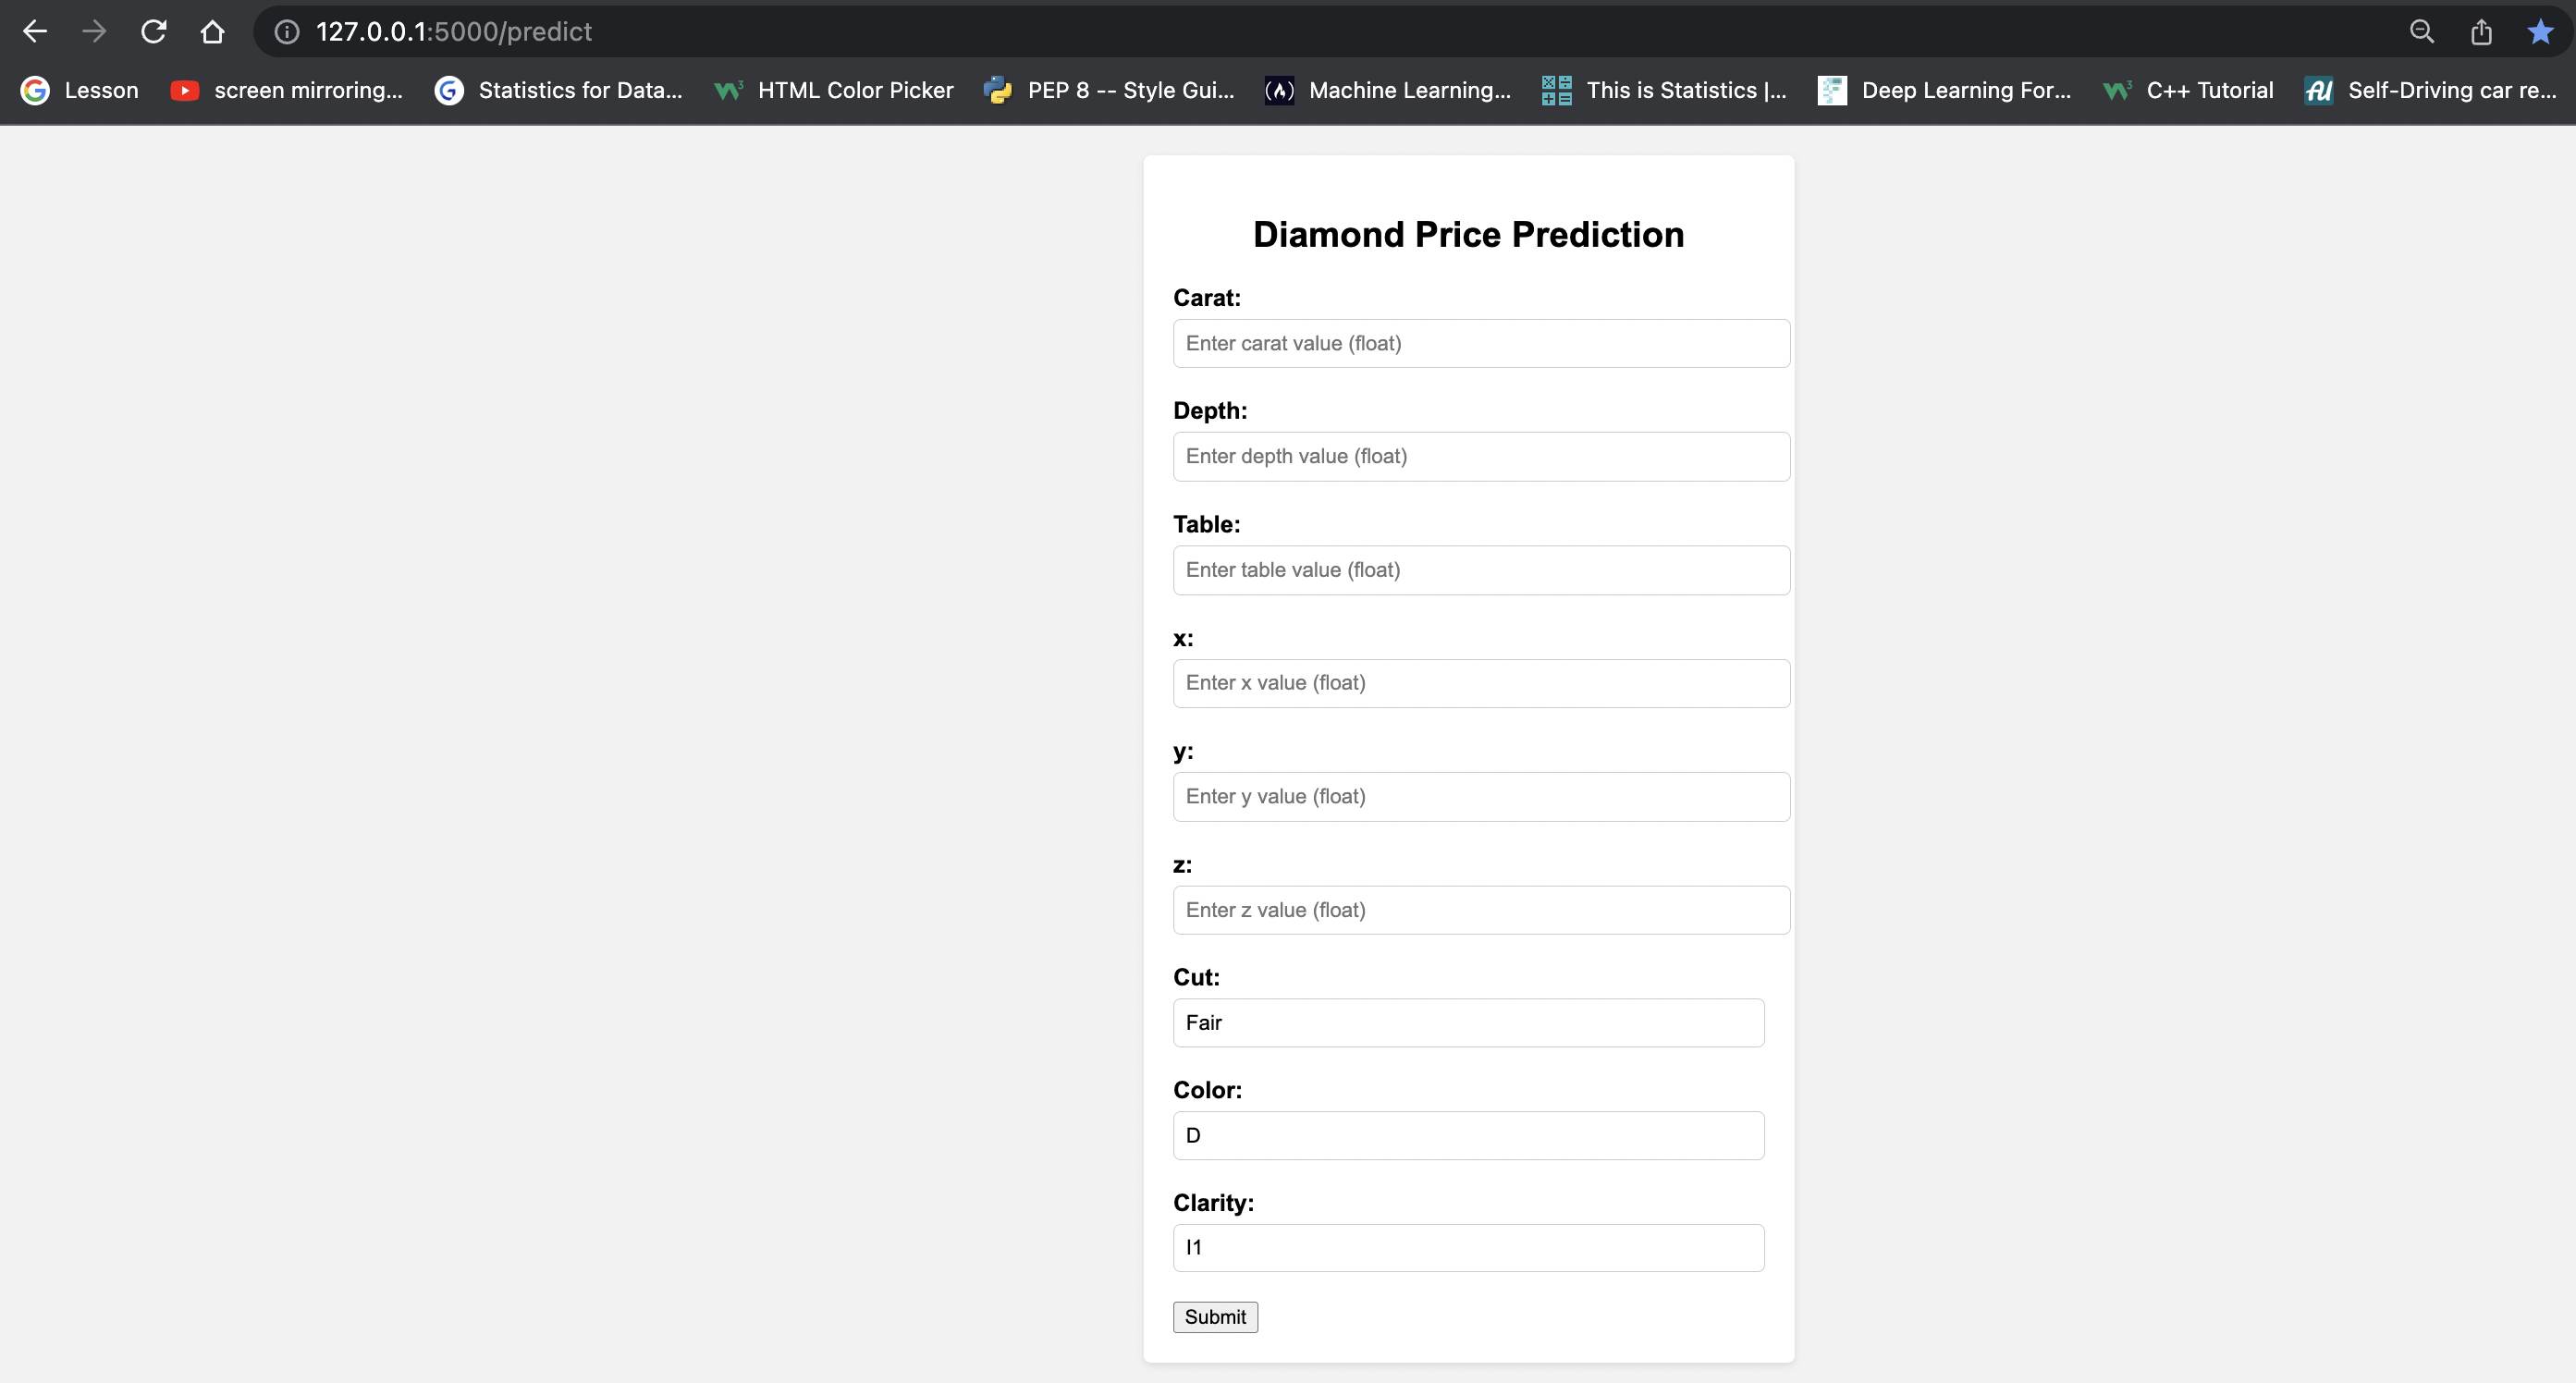 127.0.0.1:5000/predict
Lesson screen mirroring... Statistics for Data... HTML Color Picker PEP 8 -- Style Gui... Machine Learning... This is Statistics |... Deep Learning For... C++ Tutorial Self-Driving car re...
Diamond Price Prediction
Carat:
Enter carat value (float)
Depth:
Enter depth value (float)
Table:
Enter table value (float)
x:
Enter x value (float)
y:
Enter y value (float)
z:
Enter z value (float)
Cut:
Fair
Color:
D
Clarity:
I1
Submit